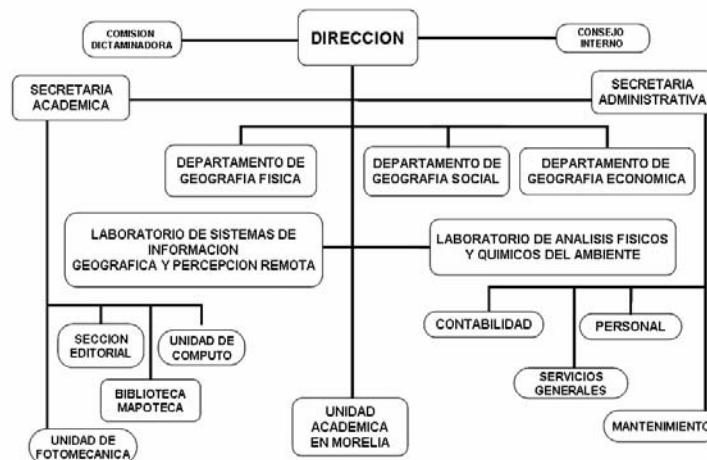 COMISION
DICTAMINADORA
DIRECCION
CONSEJO
INTERNO
SECRETARIA
ACADEMICA
SECRETARIA
ADMINISTRATIVA
DEPARTAMENTO DE
GEOGRAFIA FISICA
DEPARTAMENTO DE
GEOGRAFIA SOCIAL
DEPARTAMENTO DE
GEOGRAFIA ECONOMICA
LABORATORIO DE SISTEMAS DE
INFORMACION
GEOGRAFICA Y PERCEPCION REMOTA
LABORATORIO DE ANALISIS FISICOS
Y QUIMICOS DEL AMBIENTE
SECCION
EDITORIAL
UNIDAD DE
COMPUTO
CONTABILIDAD
PERSONAL
BIBLIOTECA
MAPOTECA
SERVICIOS
GENERALES
UNIDAD
ACADEMICA
EN MORELIA
UNIDAD DE
FOTOMECANICA
MANTENIMIENTO